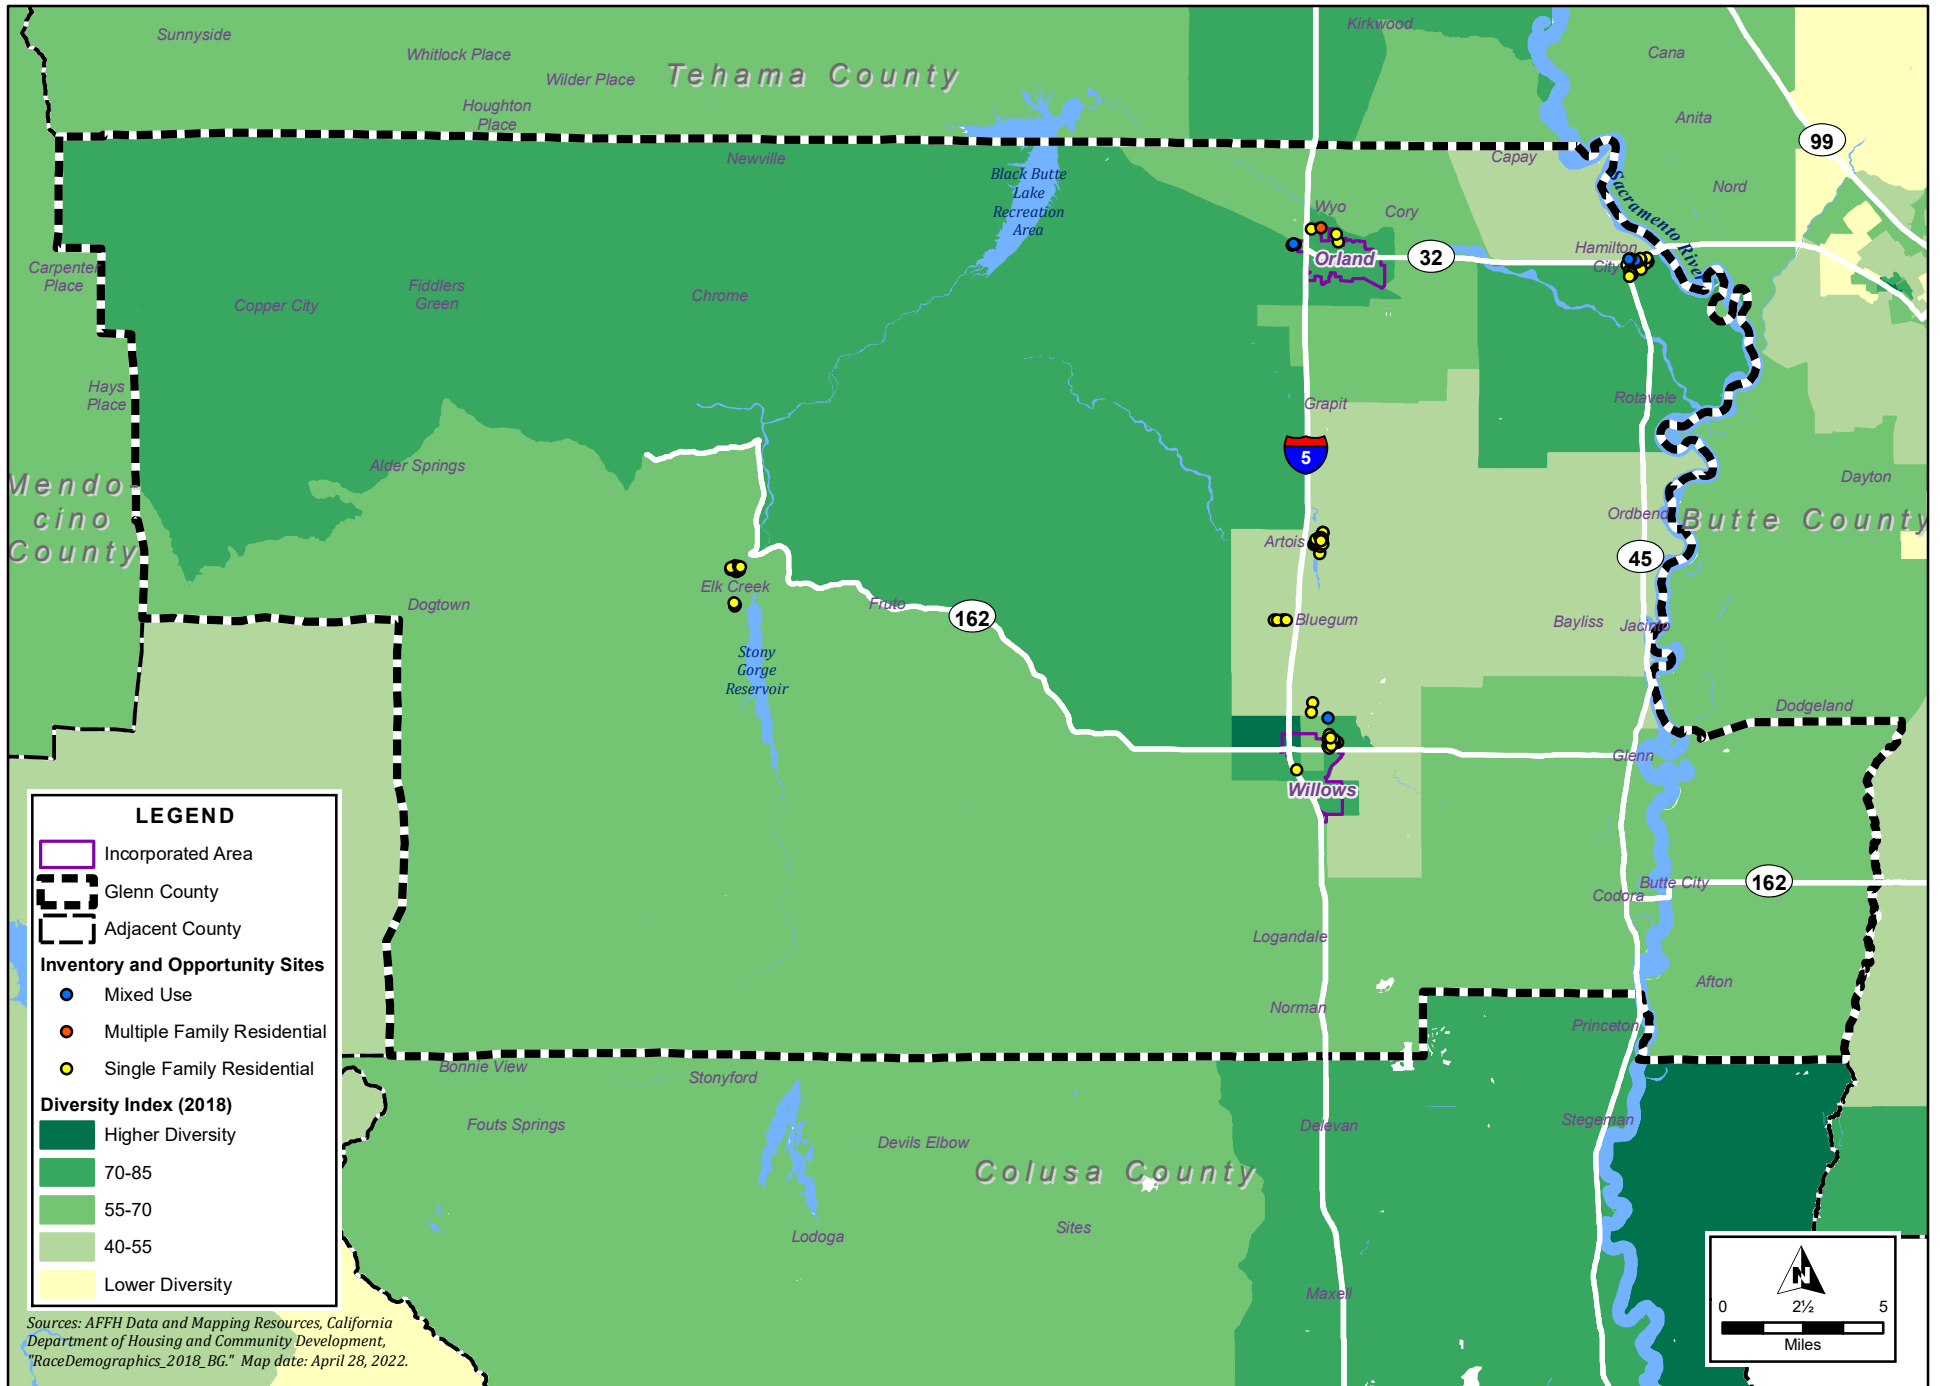 Sunnyside
Whitlock Place
Wilder Place
Houghton
Place
Tehama County
Kirkwood
Cana
Anita
99
Nord
Newville
Capay
Black Butte
Lake
Recreation
Area
Sacramento River
Wyo
Cory
Orland
32
Hamilton
City
Carpenter
Place
Copper City
Fiddlers
Green
Chrome
Hays
Place
Grapit
Rotavele
5
Alder Springs
Dayton
Mendo-
cino
County
Ordbend
Butte County
Artois
45
Elk Creek
Dogtown
Fruto
162
Bluegum
Bayliss
Jacinto
Stony
Gorge
Reservoir
Dodgeland
Glenn
Willows
Butte City
162
Codora
Logandale
Afton
Norman
Princeton
Bonnie View
Stonyford
Fouts Springs
Devils Elbow
Delevan
Stegeman
Colusa County
Lodoga
Sites
Maxell
LEGEND
Incorporated Area
Glenn County
Adjacent County
Inventory and Opportunity Sites
Mixed Use
Multiple Family Residential
Single Family Residential
Diversity Index (2018)
Higher Diversity
70-85
55-70
40-55
Lower Diversity
Sources: AFFH Data and Mapping Resources, California
Department of Housing and Community Development,
"RaceDemographics_2018_BG." Map date: April 28, 2022.
N
0 2½ 5
Miles